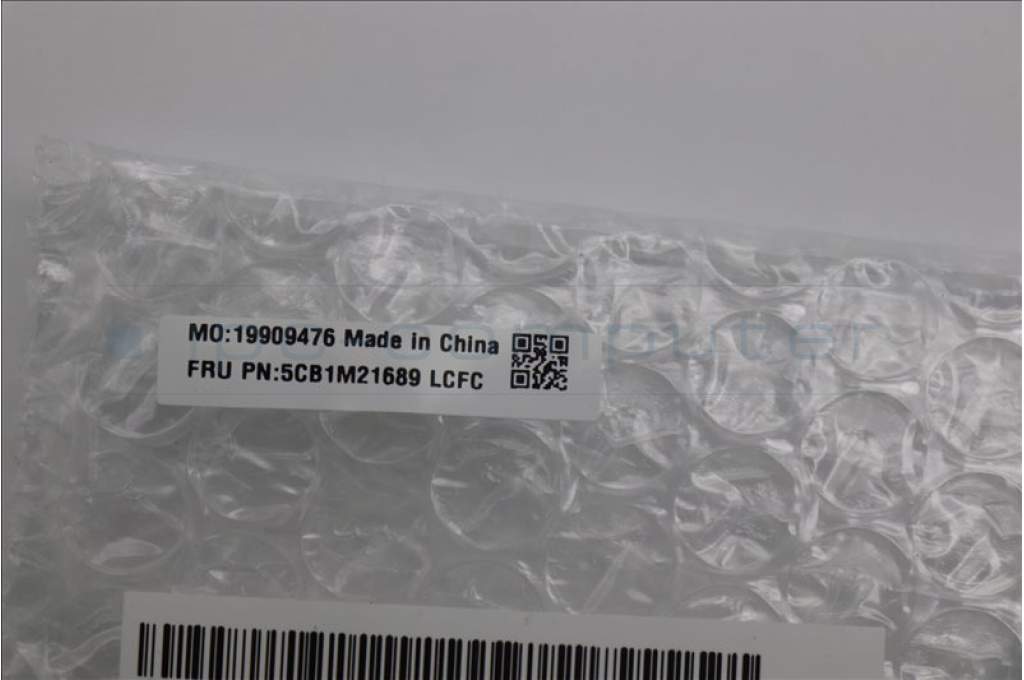 MO:19909476 Made in China
FRU PN:5CB1M21689 LCFC